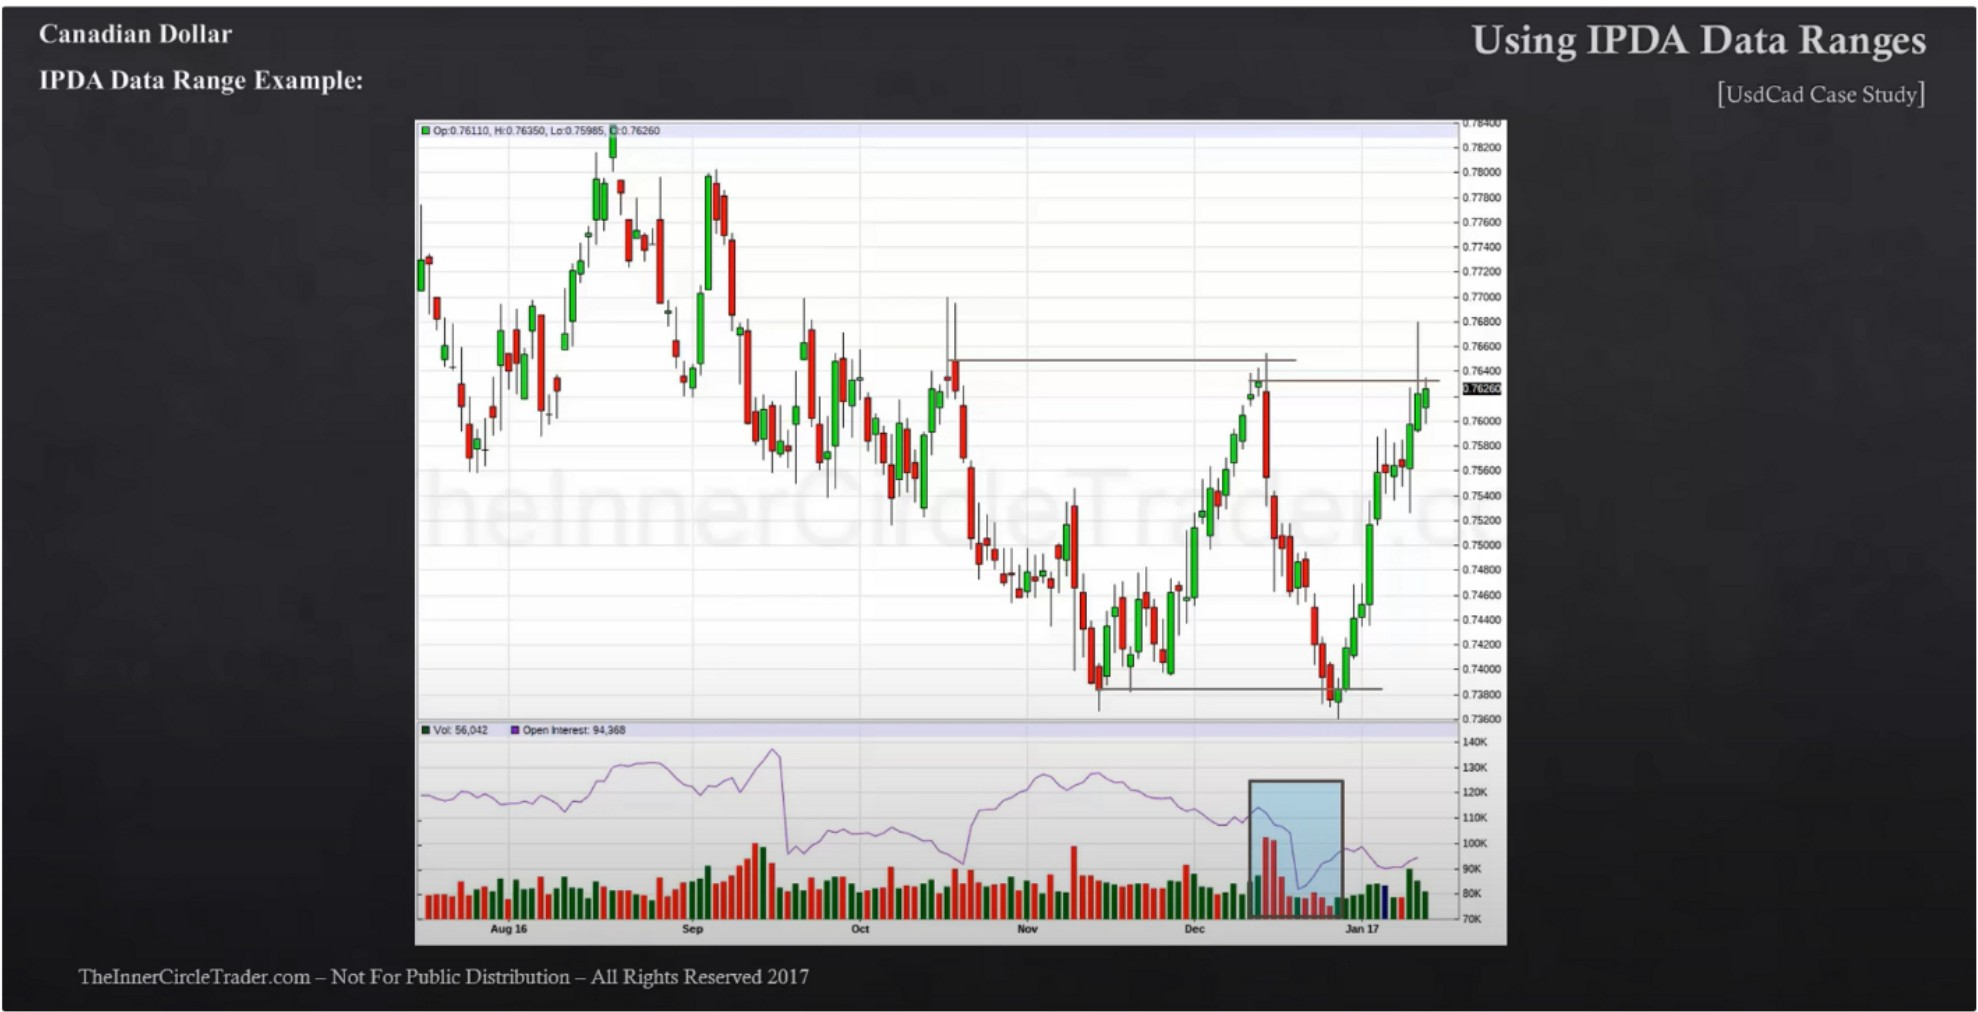 Canadian Dollar
Using IPDA Data Ranges
IPDA Data Range Example:
[UsdCad Case Study]
Op:0.76110, Hi:0.76350, Lo:0.75985, Cl:0.76260
0.78400
0.78200
0.78000
0.77800
0.77600
0.77400
0.77200
0.77000
0.76800
0.76600
0.76400
0.76260
0.76000
0.75800
0.75600
0.75400
0.75200
0.75000
0.74800
0.74600
0.74400
0.74200
0.74000
0.73800
0.73600
heInnerCircleTrader.c
Vol: 56,042 Open Interest: 94,368
140K
130K
120K
110K
100K
90K
80K
70K
Aug 16 Sep Oct Nov Dec Jan 17
TheInnerCircleTrader.com – Not For Public Distribution – All Rights Reserved 2017